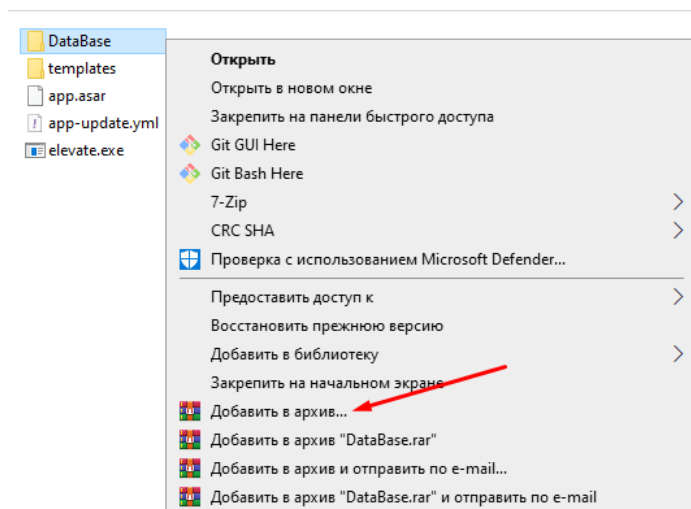 DataBase
templates
app.asar
app-update.yml
elevate.exe
Открыть
Открыть в новом окне
Закрепить на панели быстрого доступа
Git GUI Here
Git Bash Here
7-Zip
CRC SHA
Проверка с использованием Microsoft Defender...
Предоставить доступ к
Восстановить прежнюю версию
Добавить в библиотеку
Закрепить на начальном экране
Добавить в архив...
Добавить в архив "DataBase.rar"
Добавить в архив и отправить по e-mail...
Добавить в архив "DataBase.rar" и отправить по e-mail